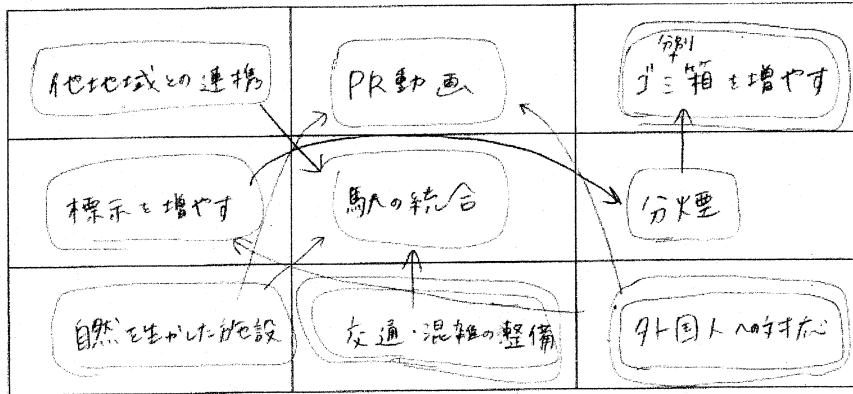 他地域との連携
PR動画
分別
ゴミ箱を増やす
標示を増やす
駅の統合
分煙
自然を生かした施設
交通・混雑の整備
外国人への対応